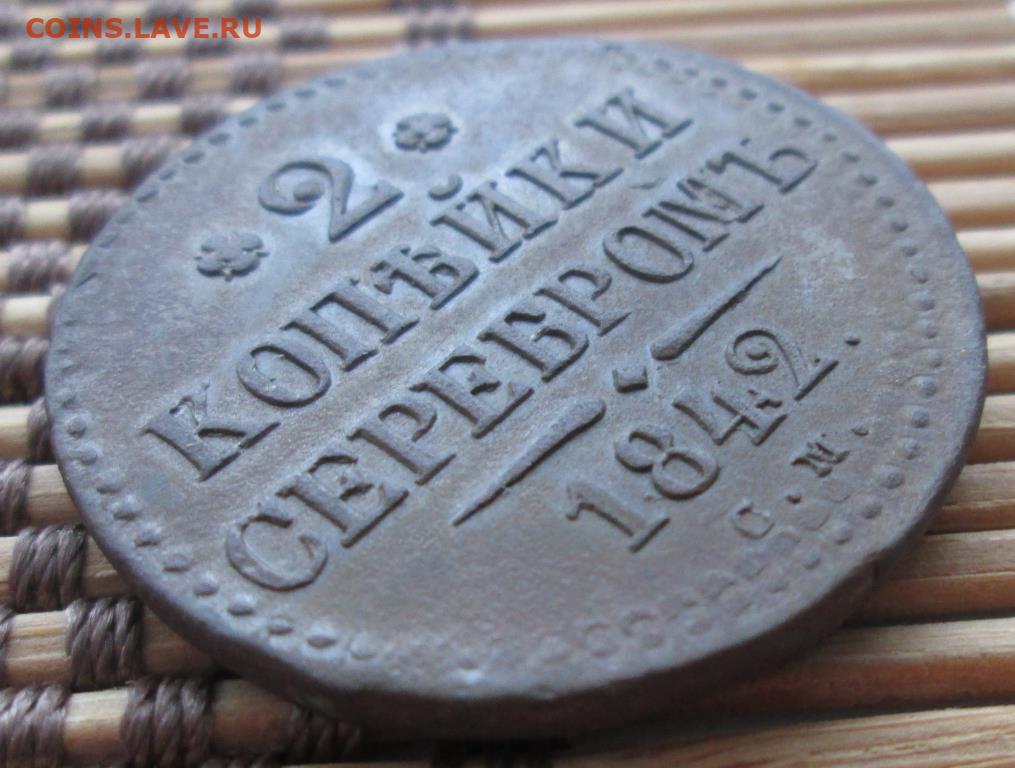 COINS.LAVE.RU
* 2 *
КОПѢЙКИ
СЕРЕБРОМЪ
1842.
С. М.